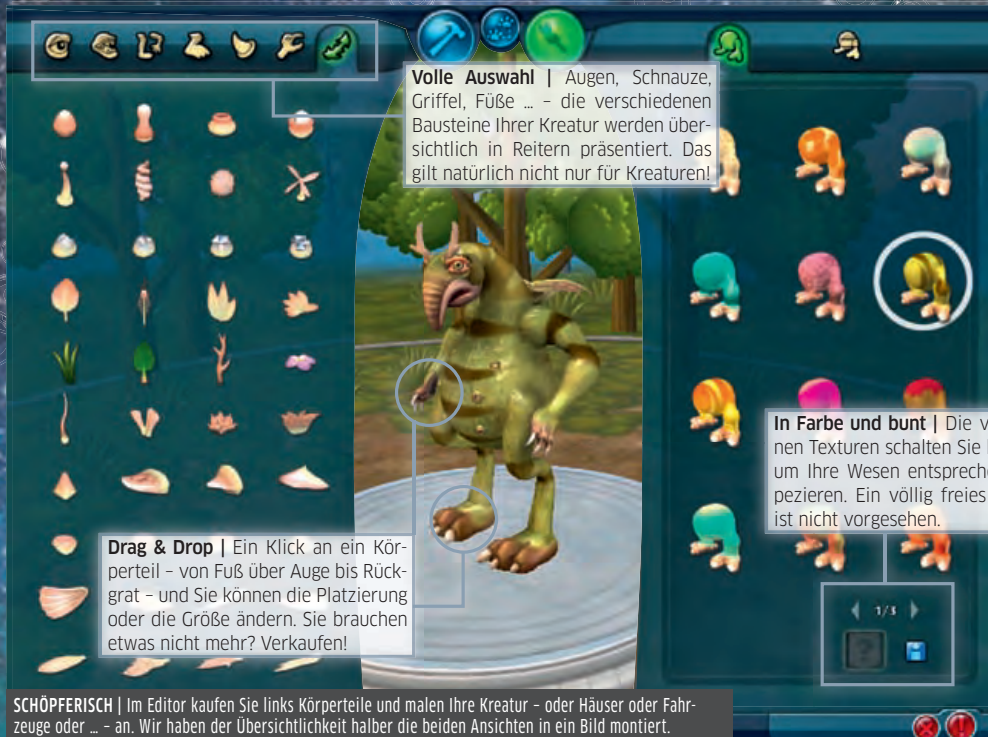 Volle Auswahl | Augen, Schnauze,
Griffel, Füße ... – die verschiedenen
Bausteine Ihrer Kreatur werden über-
sichtlich in Reitern präsentiert. Das
gilt natürlich nicht nur für Kreaturen!
In Farbe und bunt | Die
nen Texturen schalten Sie
um Ihre Wesen
pezieren. Ein völlig freies
ist nicht vorgesehen.
Drag & Drop | Ein Klick an ein Kör-
perteil – von Fuß über Auge bis Rück-
grat – und Sie können die Platzierung
oder die Größe ändern. Sie brauchen
etwas nicht mehr? Verkaufen!
1/3
SCHÖPFERISCH | Im Editor kaufen Sie links Körperteile und malen Ihre Kreatur – oder Häuser oder Fahr-
zeuge oder ... – an. Wir haben der Übersichtlichkeit halber die beiden Ansichten in ein Bild montiert.